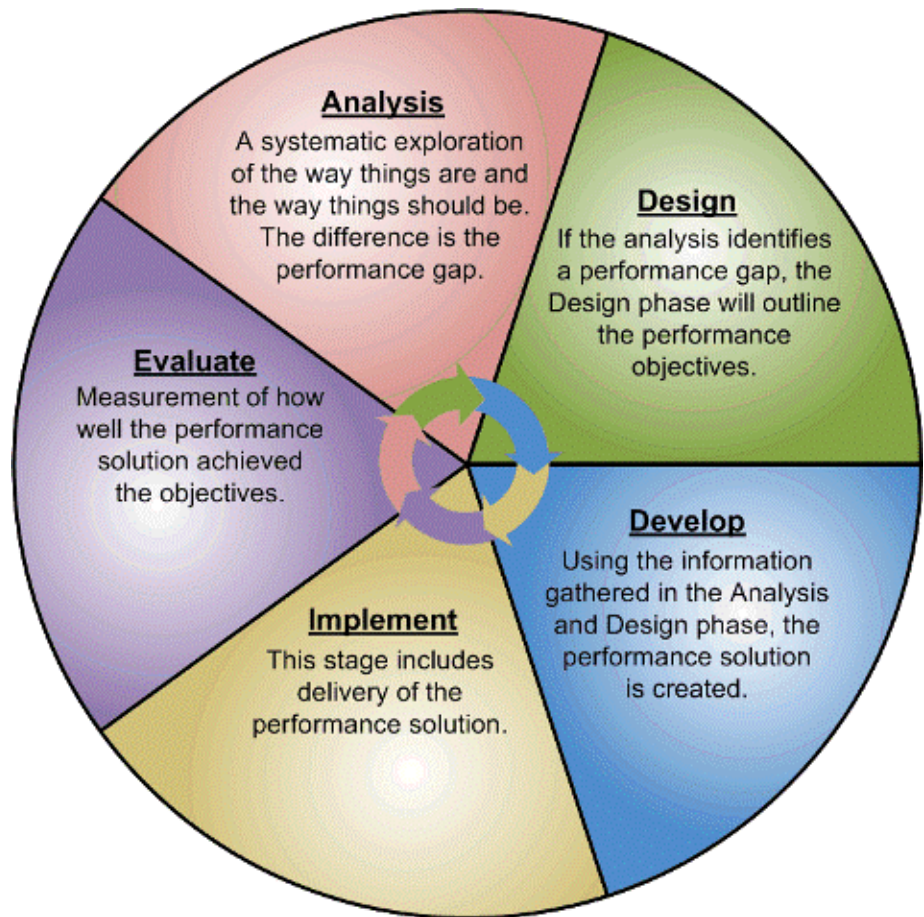 Analysis
A systematic exploration
of the way things are and
the way things should be.
The difference is the
performance gap.
Design
If the analysis identifies
a performance gap, the
Design phase will outline
the performance
objectives.
Develop
Using the information
gathered in the Analysis
and Design phase, the
performance solution
is created.
Implement
This stage includes
delivery of the
performance solution.
Evaluate
Measurement of how
well the performance
solution achieved
the objectives.